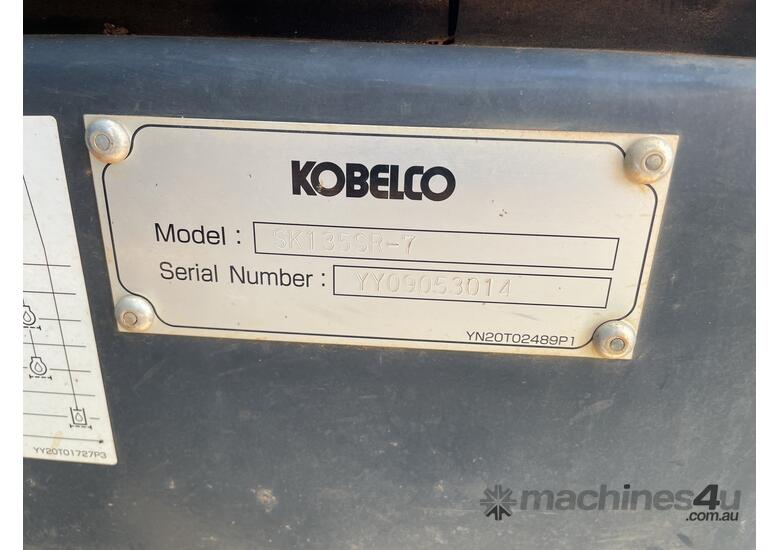 KOBELCO
Model : SK135SR-7
Serial Number : YY09053014
YN20T02489P1
YY20T01727P3
machines4u
.com.au